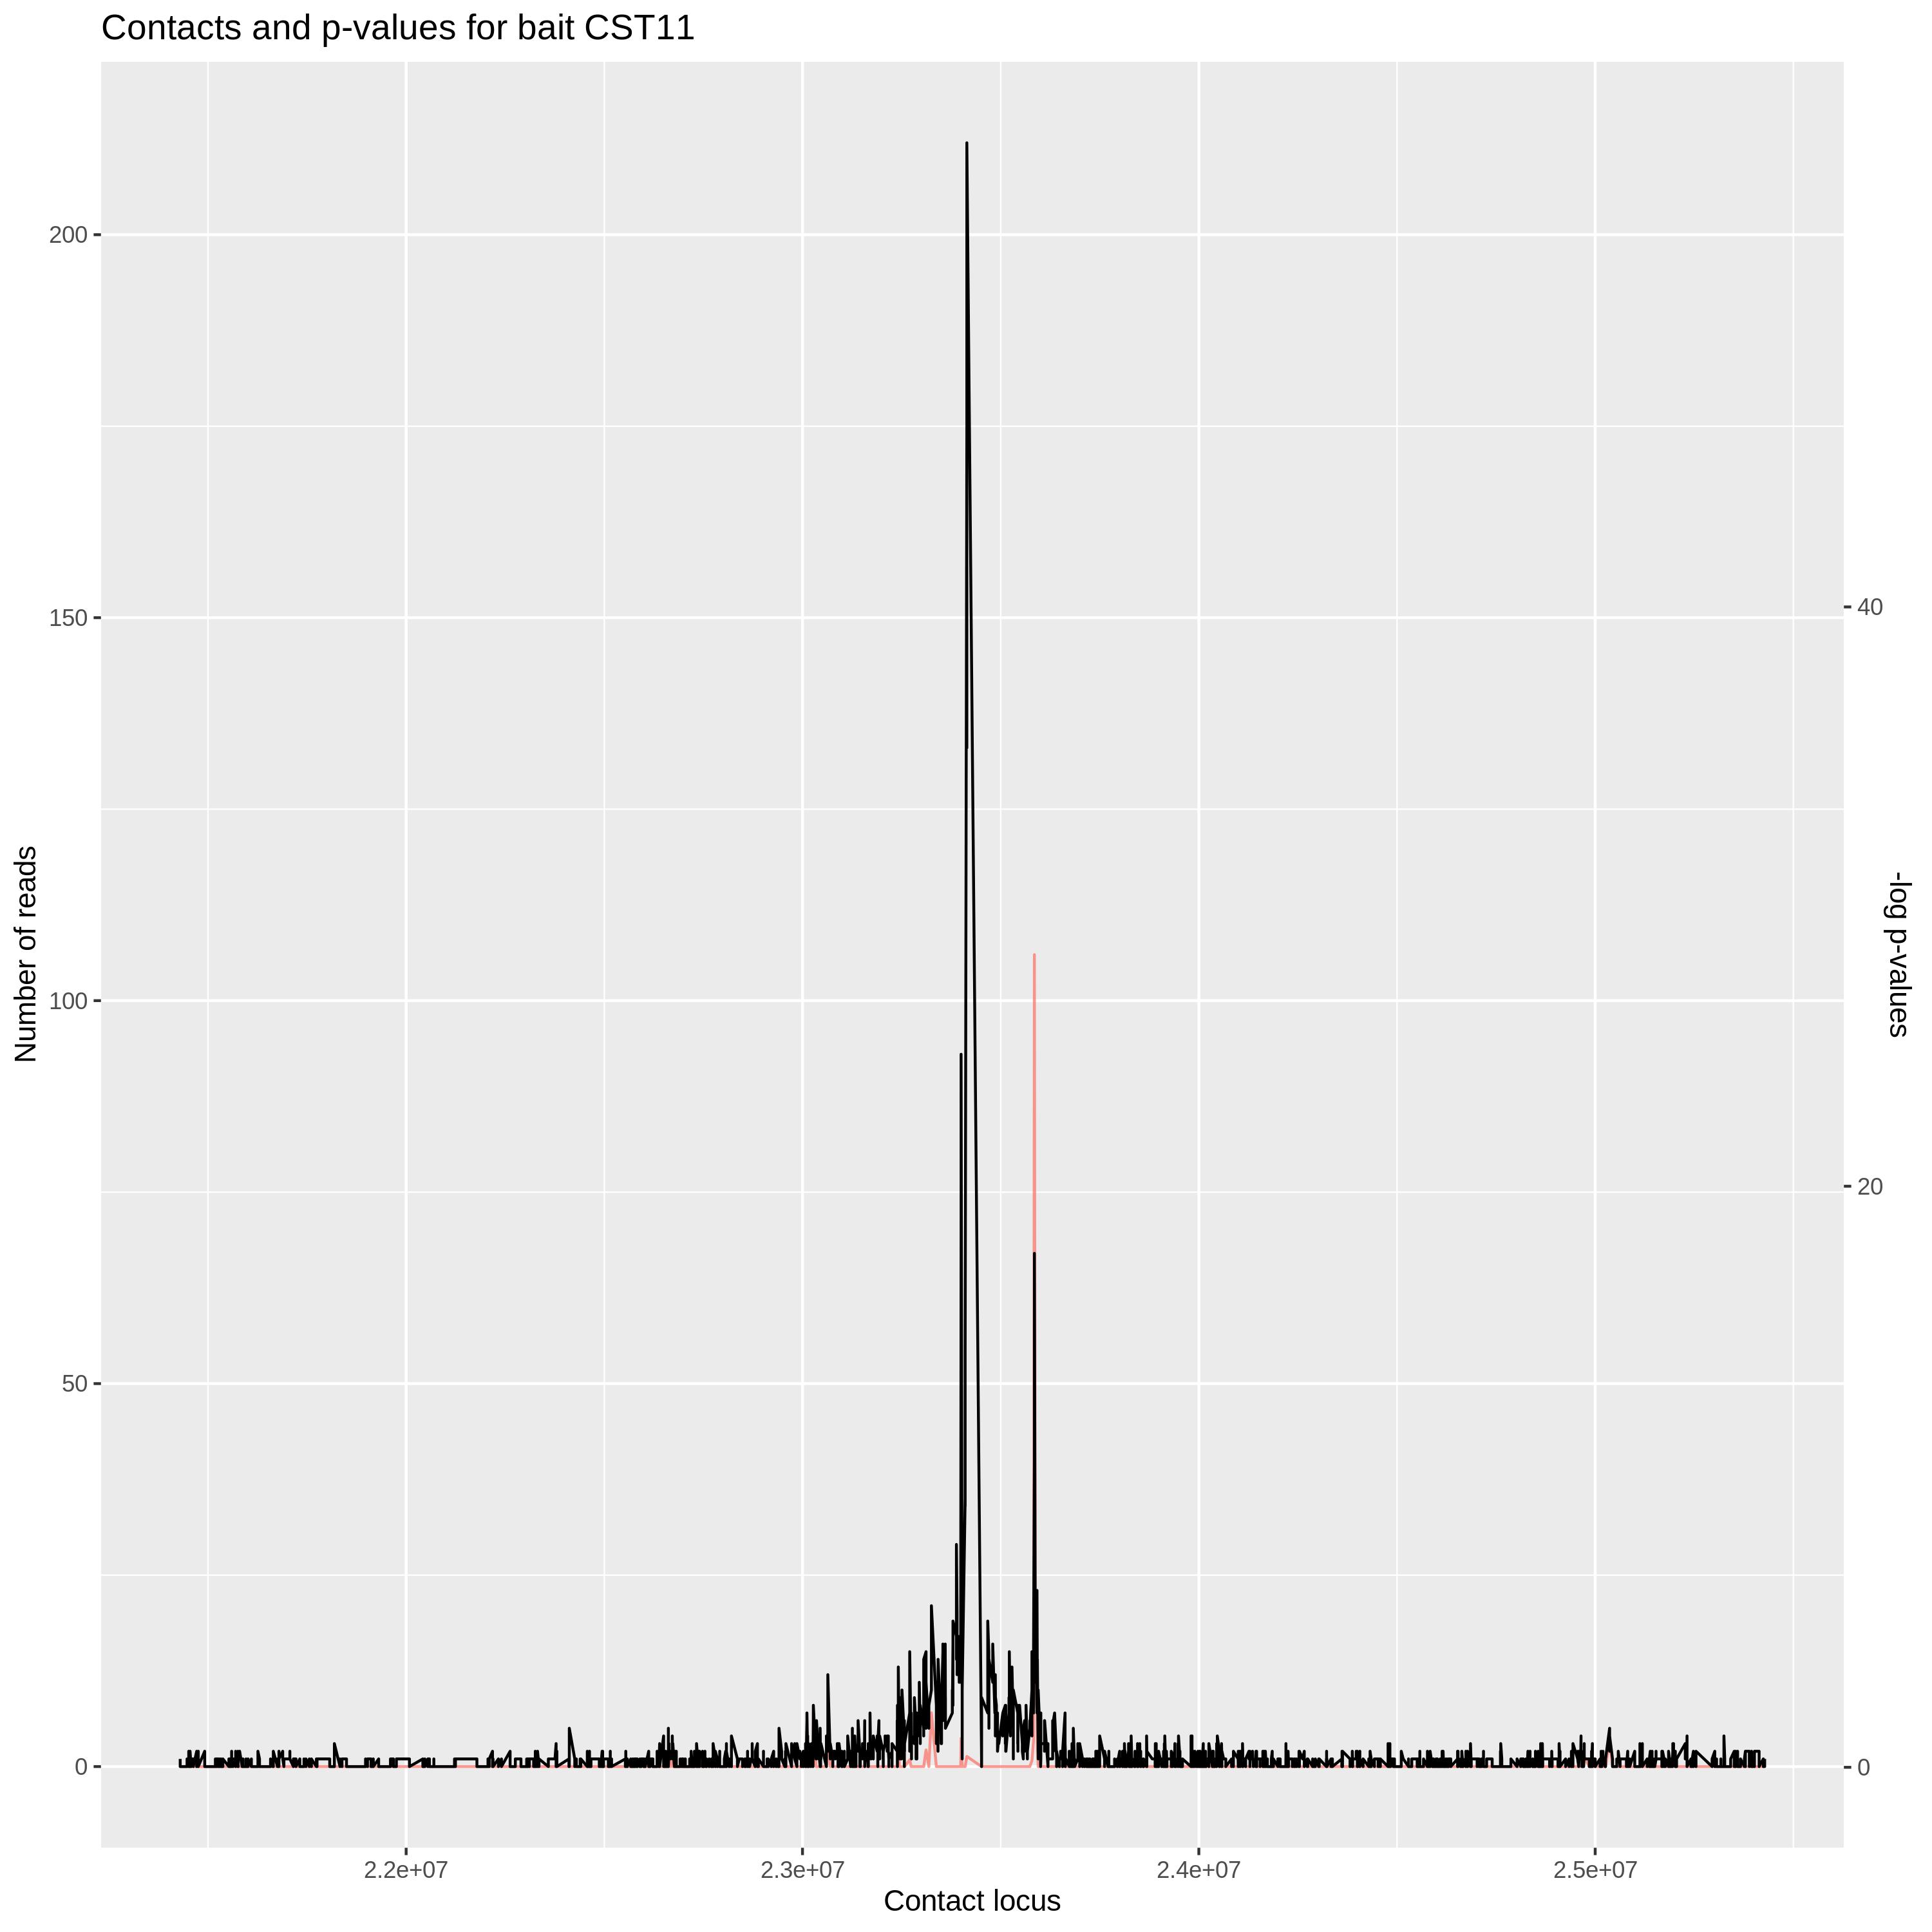 Contacts and p-values for bait CST11
Number of reads
200
150
100
50
0
40
20
0
-log p-values
2.2e+07 2.3e+07 2.4e+07 2.5e+07
Contact locus